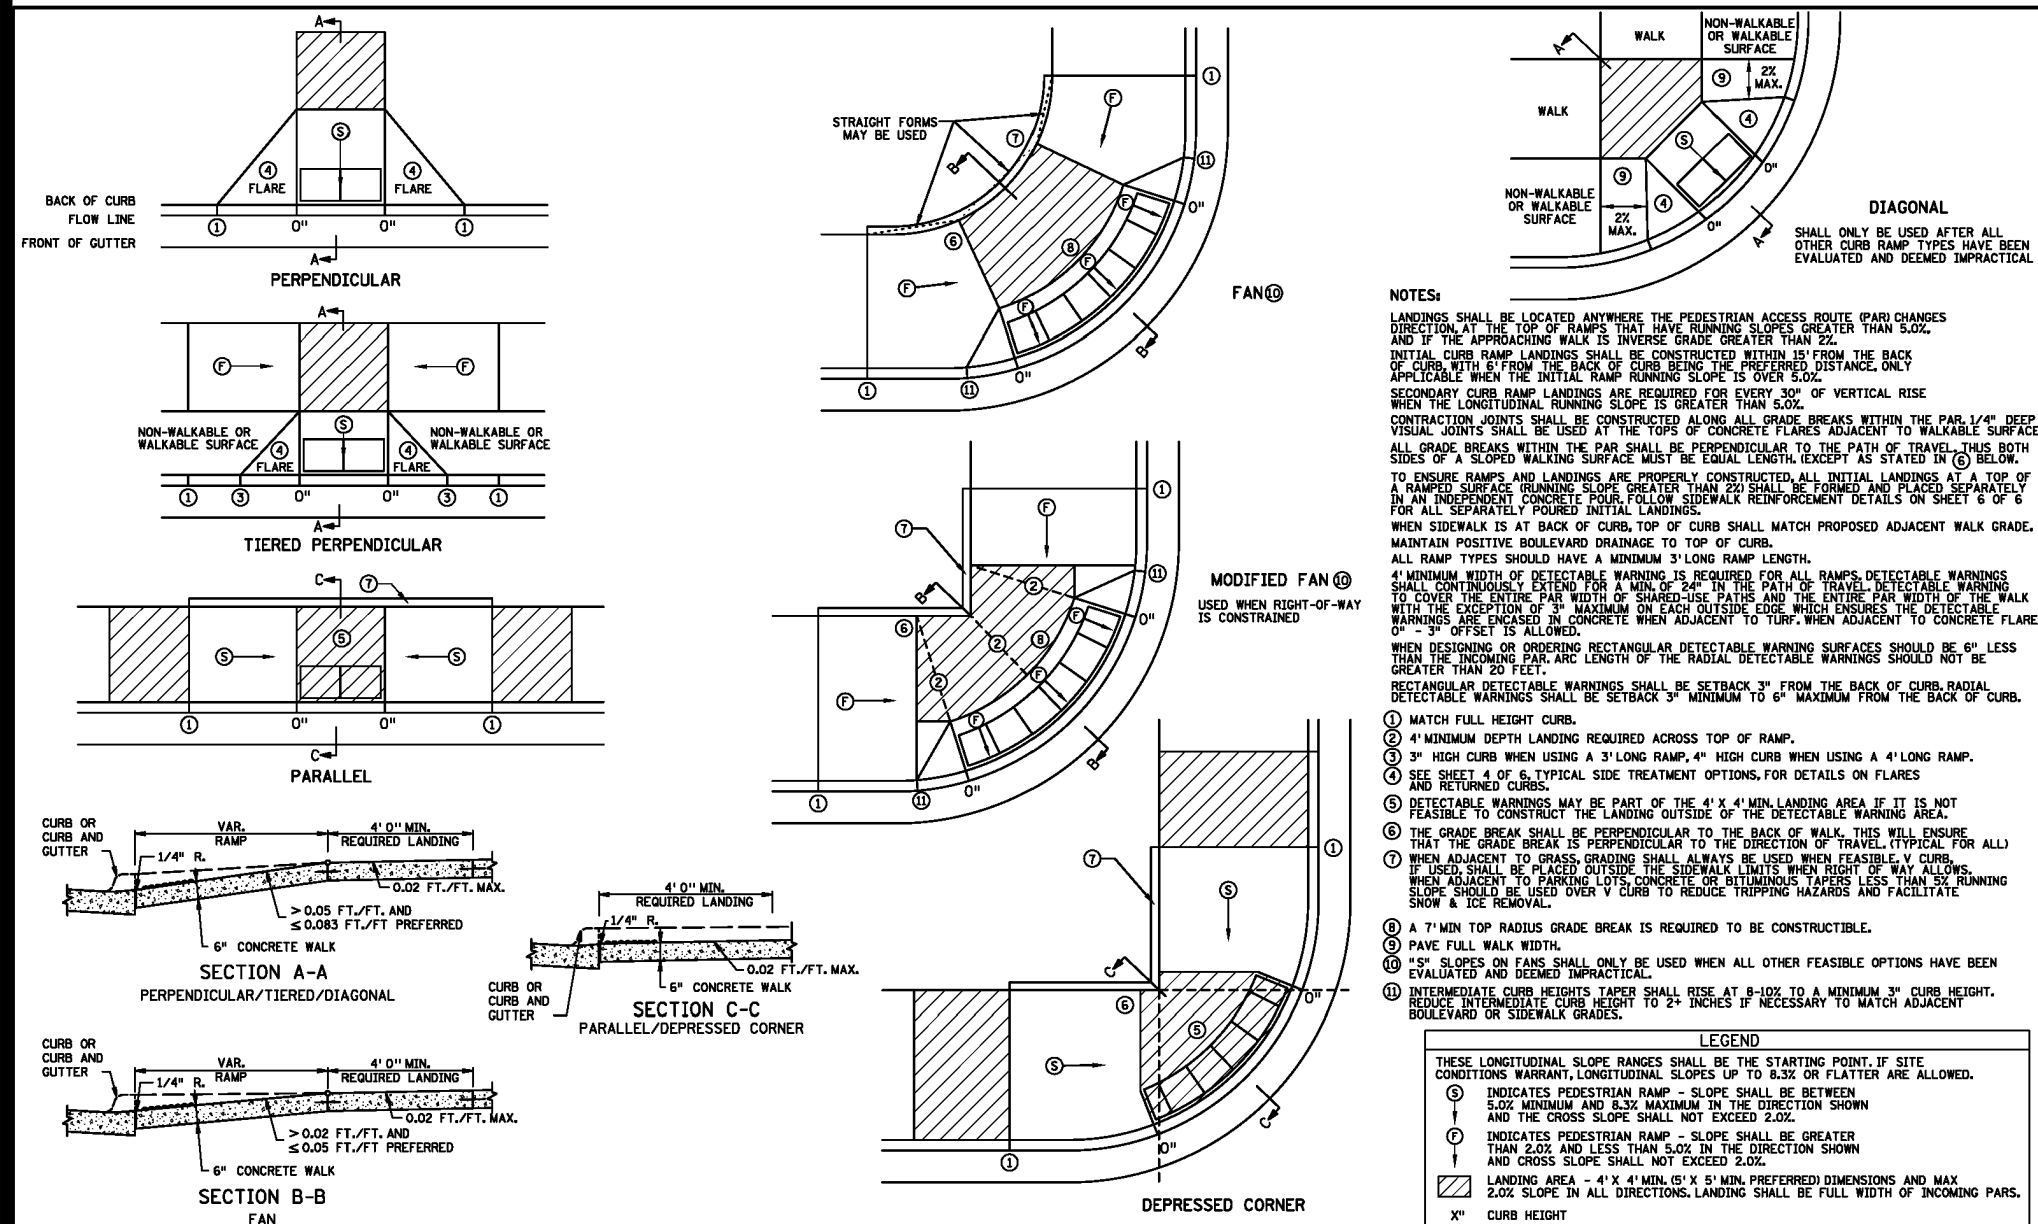 A
S
4
FLARE
4
FLARE
BACK OF CURB
FLOW LINE
FRONT OF GUTTER
1
0"
0"
1
A
PERPENDICULAR
A
F
F
NON-WALKABLE OR
WALKABLE SURFACE
S
NON-WALKABLE OR
WALKABLE SURFACE
4
FLARE
4
FLARE
1
3
0"
0"
3
1
A
TIERED PERPENDICULAR
C
7
5
S
S
1
0"
0"
1
C
PARALLEL
CURB OR
CURB AND
GUTTER
VAR.
RAMP
4'0" MIN.
REQUIRED LANDING
1/4" R.
0.02 FT./FT. MAX.
> 0.05 FT./FT. AND
≤ 0.083 FT./FT PREFERRED
6" CONCRETE WALK
SECTION A-A
PERPENDICULAR/TIERED/DIAGONAL
CURB OR
CURB AND
GUTTER
VAR.
RAMP
4'0" MIN.
REQUIRED LANDING
1/4" R.
0.02 FT./FT. MAX.
> 0.02 FT./FT. AND
≤ 0.05 FT./FT PREFERRED
6" CONCRETE WALK
SECTION B-B
FAN
4'0" MIN.
REQUIRED LANDING
1/4" R.
0.02 FT./FT. MAX.
6" CONCRETE WALK
CURB OR
CURB AND
GUTTER
SECTION C-C
PARALLEL/DEPRESSED CORNER
STRAIGHT FORMS
MAY BE USED
7
F
1
B
11
F
0"
6
8
F
F
F
B
1
11
0"
FAN 10
1
F
7
B
2
11
0"
6
8
F
2
F
2
F
F
B
1
11
0"
MODIFIED FAN 10
USED WHEN RIGHT-OF-WAY
IS CONSTRAINED
7
1
S
C
6
0"
5
S
C
1
0"
DEPRESSED CORNER
A
WALK
NON-WALKABLE
OR WALKABLE
SURFACE
9
2%
MAX.
WALK
4
S
0"
NON-WALKABLE
OR WALKABLE
SURFACE
9
4
2%
MAX.
0"
A
DIAGONAL
SHALL ONLY BE USED AFTER ALL
OTHER CURB RAMP TYPES HAVE BEEN
EVALUATED AND DEEMED IMPRACTICAL
NOTES:
LANDINGS SHALL BE LOCATED ANYWHERE THE PEDESTRIAN ACCESS ROUTE (PAR) CHANGES
DIRECTION, AT THE TOP OF RAMPS THAT HAVE RUNNING SLOPES GREATER THAN 5.0%,
AND IF THE APPROACHING WALK IS INVERSE GRADE GREATER THAN 2%.
INITIAL CURB RAMP LANDINGS SHALL BE CONSTRUCTED WITHIN 15' FROM THE BACK
OF CURB, WITH 6' FROM THE BACK OF CURB BEING THE PREFERRED DISTANCE, ONLY
APPLICABLE WHEN THE INITIAL RAMP RUNNING SLOPE IS OVER 5.0%.
SECONDARY CURB RAMP LANDINGS ARE REQUIRED FOR EVERY 30" OF VERTICAL RISE
WHEN THE LONGITUDINAL RUNNING SLOPE IS GREATER THAN 5.0%.
CONTRACTION JOINTS SHALL BE CONSTRUCTED ALONG ALL GRADE BREAKS WITHIN THE PAR. 1/4" DEEP
VISUAL JOINTS SHALL BE USED AT THE TOPS OF CONCRETE FLARES ADJACENT TO WALKABLE SURFACE
ALL GRADE BREAKS WITHIN THE PAR SHALL BE PERPENDICULAR TO THE PATH OF TRAVEL. THUS BOTH
SIDES OF A SLOPED WALKING SURFACE MUST BE EQUAL LENGTH. (EXCEPT AS STATED IN 6 BELOW.
TO ENSURE RAMPS AND LANDINGS ARE PROPERLY CONSTRUCTED, ALL INITIAL LANDINGS AT A TOP OF
A RAMPED SURFACE (RUNNING SLOPE GREATER THAN 2%) SHALL BE FORMED AND PLACED SEPARATELY
IN AN INDEPENDENT CONCRETE POUR. FOLLOW SIDEWALK REINFORCEMENT DETAILS ON SHEET 6 OF 6
FOR ALL SEPARATELY POURED INITIAL LANDINGS.
WHEN SIDEWALK IS AT BACK OF CURB, TOP OF CURB SHALL MATCH PROPOSED ADJACENT WALK GRADE.
MAINTAIN POSITIVE BOULEVARD DRAINAGE TO TOP OF CURB.
ALL RAMP TYPES SHOULD HAVE A MINIMUM 3' LONG RAMP LENGTH.
4' MINIMUM WIDTH OF DETECTABLE WARNING IS REQUIRED FOR ALL RAMPS. DETECTABLE WARNINGS
SHALL CONTINUOUSLY EXTEND FOR A MIN. OF 24" IN THE PATH OF TRAVEL. DETECTABLE WARNING
TO COVER THE ENTIRE PAR WIDTH OF SHARED-USE PATHS AND THE ENTIRE PAR WIDTH OF THE WALK
WITH THE EXCEPTION OF 3" MAXIMUM ON EACH OUTSIDE EDGE WHICH ENSURES THE DETECTABLE
WARNINGS ARE ENCASED IN CONCRETE WHEN ADJACENT TO TURF. WHEN ADJACENT TO CONCRETE FLARE
0" - 3" OFFSET IS ALLOWED.
WHEN DESIGNING OR ORDERING RECTANGULAR DETECTABLE WARNING SURFACES SHOULD BE 6" LESS
THAN THE INCOMING PAR. ARC LENGTH OF THE RADIAL DETECTABLE WARNINGS SHOULD NOT BE
GREATER THAN 20 FEET.
RECTANGULAR DETECTABLE WARNINGS SHALL BE SETBACK 3" FROM THE BACK OF CURB. RADIAL
DETECTABLE WARNINGS SHALL BE SETBACK 3" MINIMUM TO 6" MAXIMUM FROM THE BACK OF CURB.
1 MATCH FULL HEIGHT CURB.
2 4' MINIMUM DEPTH LANDING REQUIRED ACROSS TOP OF RAMP.
3 3" HIGH CURB WHEN USING A 3' LONG RAMP, 4" HIGH CURB WHEN USING A 4' LONG RAMP.
4 SEE SHEET 4 OF 6, TYPICAL SIDE TREATMENT OPTIONS, FOR DETAILS ON FLARES
AND RETURNED CURBS.
5 DETECTABLE WARNINGS MAY BE PART OF THE 4' X 4' MIN. LANDING AREA IF IT IS NOT
FEASIBLE TO CONSTRUCT THE LANDING OUTSIDE OF THE DETECTABLE WARNING AREA.
6 THE GRADE BREAK SHALL BE PERPENDICULAR TO THE BACK OF WALK. THIS WILL ENSURE
THAT THE GRADE BREAK IS PERPENDICULAR TO THE DIRECTION OF TRAVEL. (TYPICAL FOR ALL)
7 WHEN ADJACENT TO GRASS, GRADING SHALL ALWAYS BE USED WHEN FEASIBLE. V CURB,
IF USED, SHALL BE PLACED OUTSIDE THE SIDEWALK LIMITS WHEN RIGHT OF WAY ALLOWS.
WHEN ADJACENT TO PARKING LOTS, CONCRETE OR BITUMINOUS TAPERS LESS THAN 5% RUNNING
SLOPE SHOULD BE USED OVER V CURB TO REDUCE TRIPPING HAZARDS AND FACILITATE
SNOW & ICE REMOVAL.
8 A 7' MIN TOP RADIUS GRADE BREAK IS REQUIRED TO BE CONSTRUCTIBLE.
9 PAVE FULL WALK WIDTH.
10 "S" SLOPES ON FANS SHALL ONLY BE USED WHEN ALL OTHER FEASIBLE OPTIONS HAVE BEEN
EVALUATED AND DEEMED IMPRACTICAL.
11 INTERMEDIATE CURB HEIGHTS TAPER SHALL RISE AT 8-10% TO A MINIMUM 3" CURB HEIGHT.
REDUCE INTERMEDIATE CURB HEIGHT TO 2+ INCHES IF NECESSARY TO MATCH ADJACENT
BOULEVARD OR SIDEWALK GRADES.
LEGEND
THESE LONGITUDINAL SLOPE RANGES SHALL BE THE STARTING POINT. IF SITE
CONDITIONS WARRANT, LONGITUDINAL SLOPES UP TO 8.3% OR FLATTER ARE ALLOWED.
S INDICATES PEDESTRIAN RAMP - SLOPE SHALL BE BETWEEN
5.0% MINIMUM AND 8.3% MAXIMUM IN THE DIRECTION SHOWN
AND THE CROSS SLOPE SHALL NOT EXCEED 2.0%.
F INDICATES PEDESTRIAN RAMP - SLOPE SHALL BE GREATER
THAN 2.0% AND LESS THAN 5.0% IN THE DIRECTION SHOWN
AND CROSS SLOPE SHALL NOT EXCEED 2.0%.
LANDING AREA - 4' X 4' MIN. (5' X 5' MIN. PREFERRED) DIMENSIONS AND MAX
2.0% SLOPE IN ALL DIRECTIONS. LANDING SHALL BE FULL WIDTH OF INCOMING PARS.
X" CURB HEIGHT